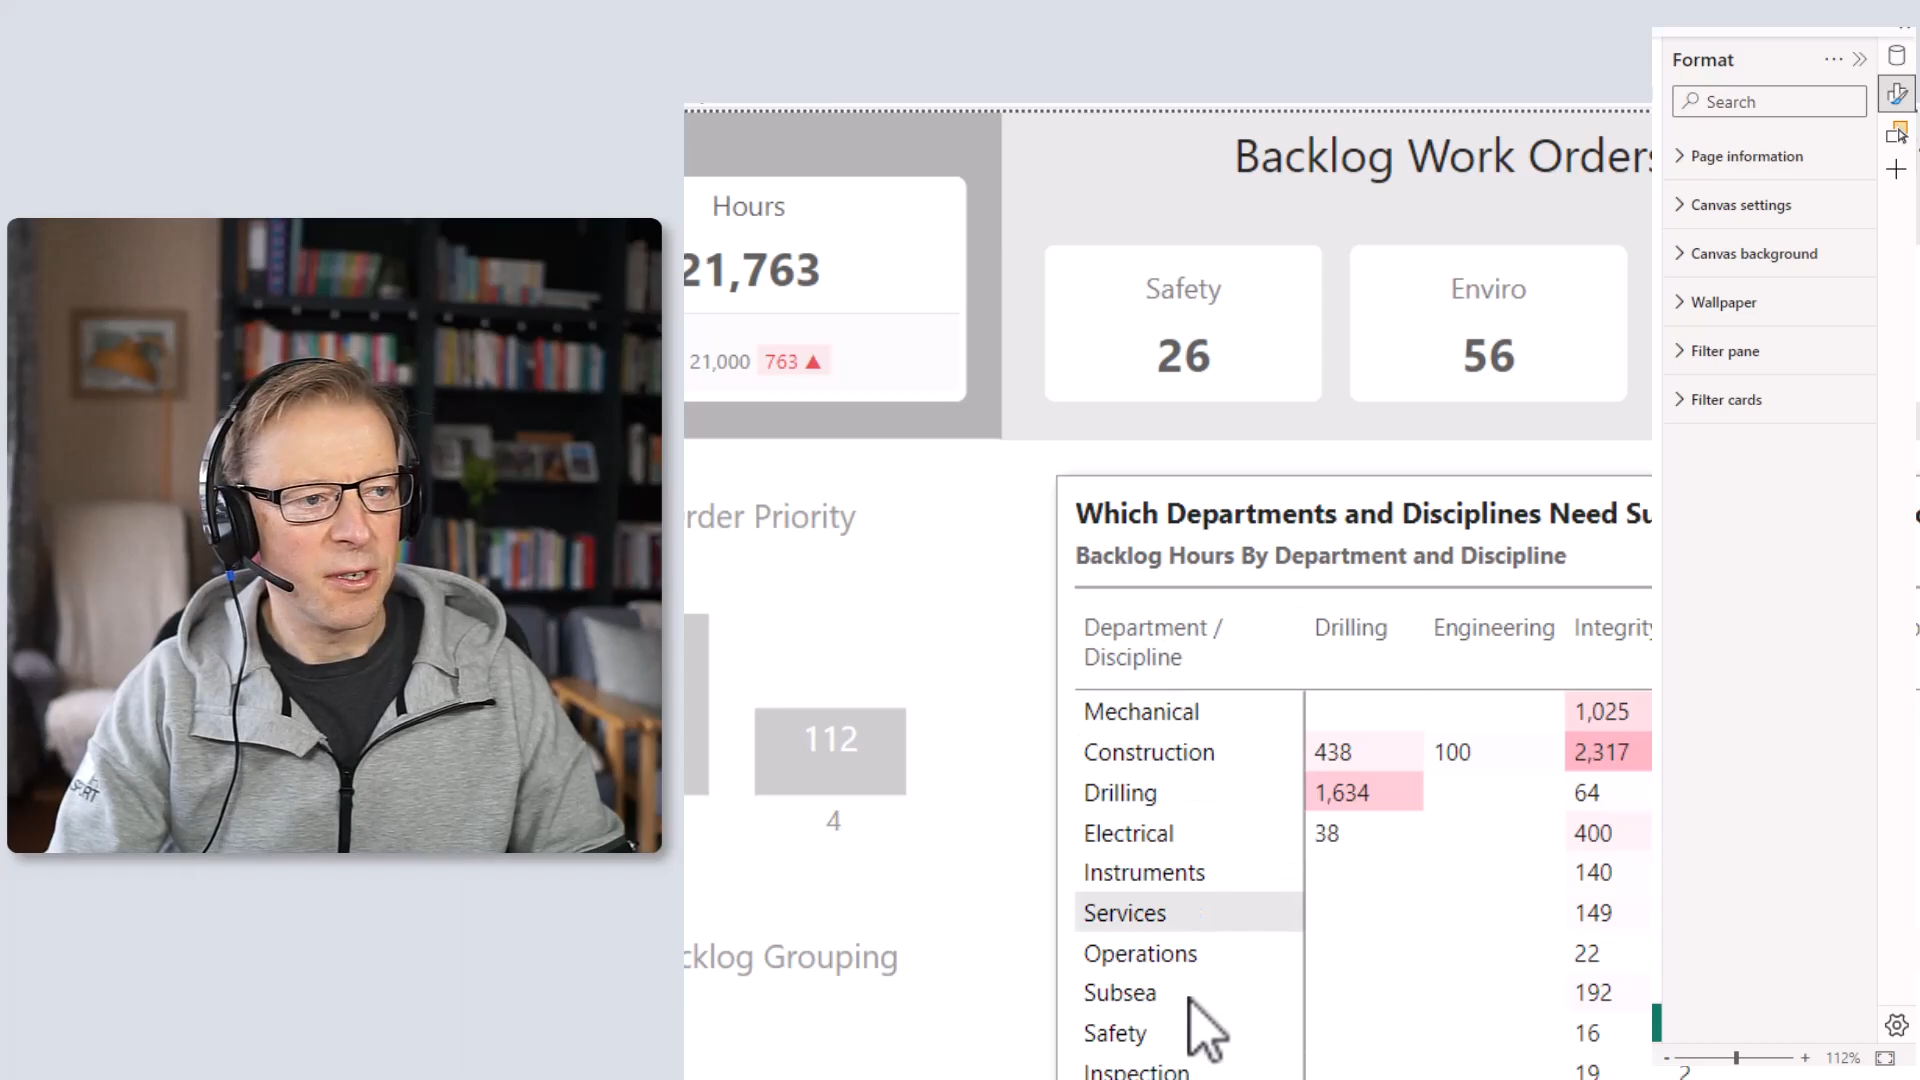 Hours
21,763
21,000 763 ▲
Backlog Work Orders
Safety
26
Enviro
56
rder Priority
112
4
cklog Grouping
Which Departments and Disciplines Need Su
Backlog Hours By Department and Discipline
Department / Discipline Drilling Engineering Integrity
Mechanical 1,025
Construction 438 100 2,317
Drilling 1,634 64
Electrical 38 400
Instruments 140
Services 149
Operations 22
Subsea 192
Safety 16
Inspection 19
Format
Search
Page information
Canvas settings
Canvas background
Wallpaper
Filter pane
Filter cards
- + 112%